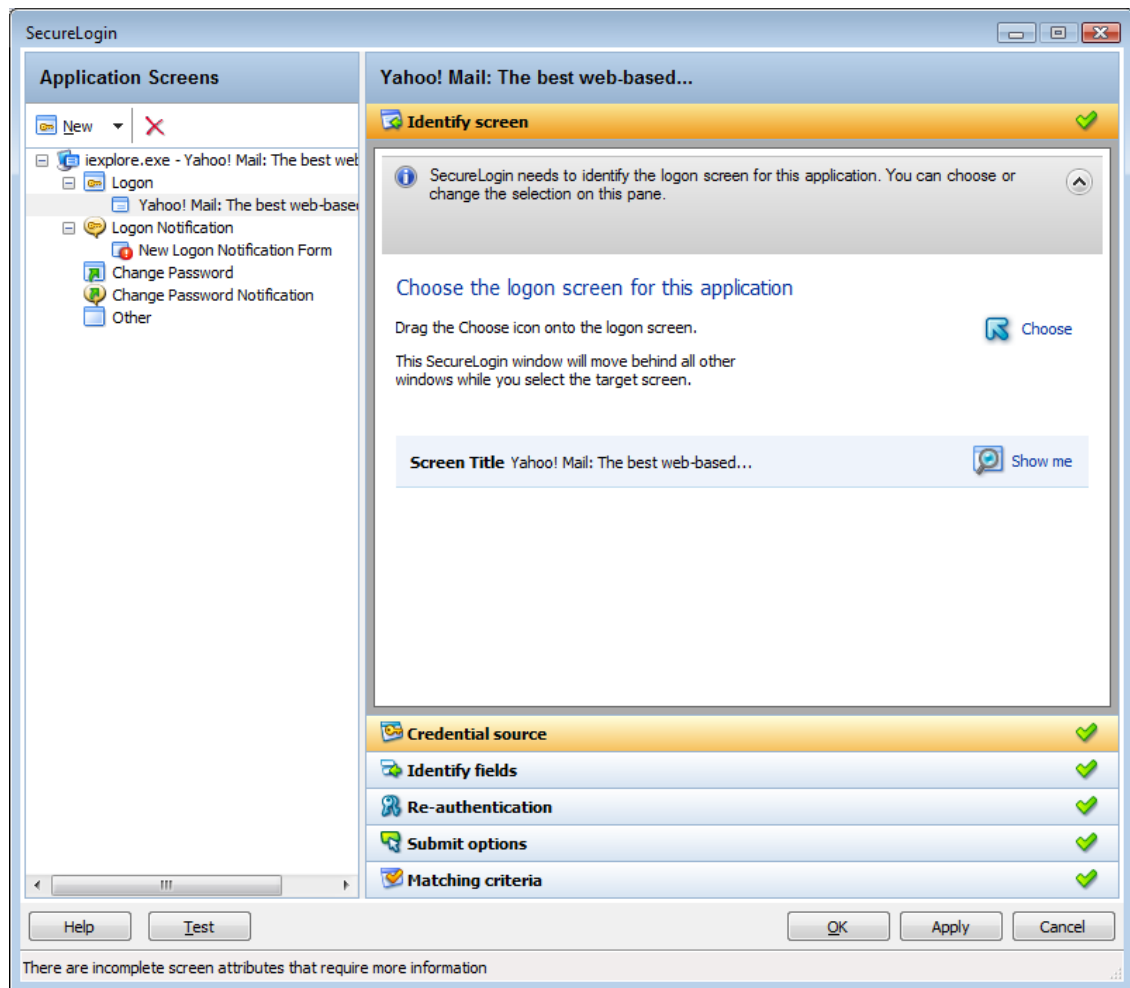 SecureLogin
Application Screens
New
iexplore.exe - Yahoo! Mail: The best web
Logon
Yahoo! Mail: The best web-base
Logon Notification
New Logon Notification Form
Change Password
Change Password Notification
Other
Yahoo! Mail: The best web-based...
Identify screen
SecureLogin needs to identify the logon screen for this application. You can choose or
change the selection on this pane.
Choose the logon screen for this application
Drag the Choose icon onto the logon screen.
Choose
This SecureLogin window will move behind all other
windows while you select the target screen.
Screen Title Yahoo! Mail: The best web-based...
Show me
Credential source
Identify fields
Re-authentication
Submit options
Matching criteria
Help
Test
OK
Apply
Cancel
There are incomplete screen attributes that require more information